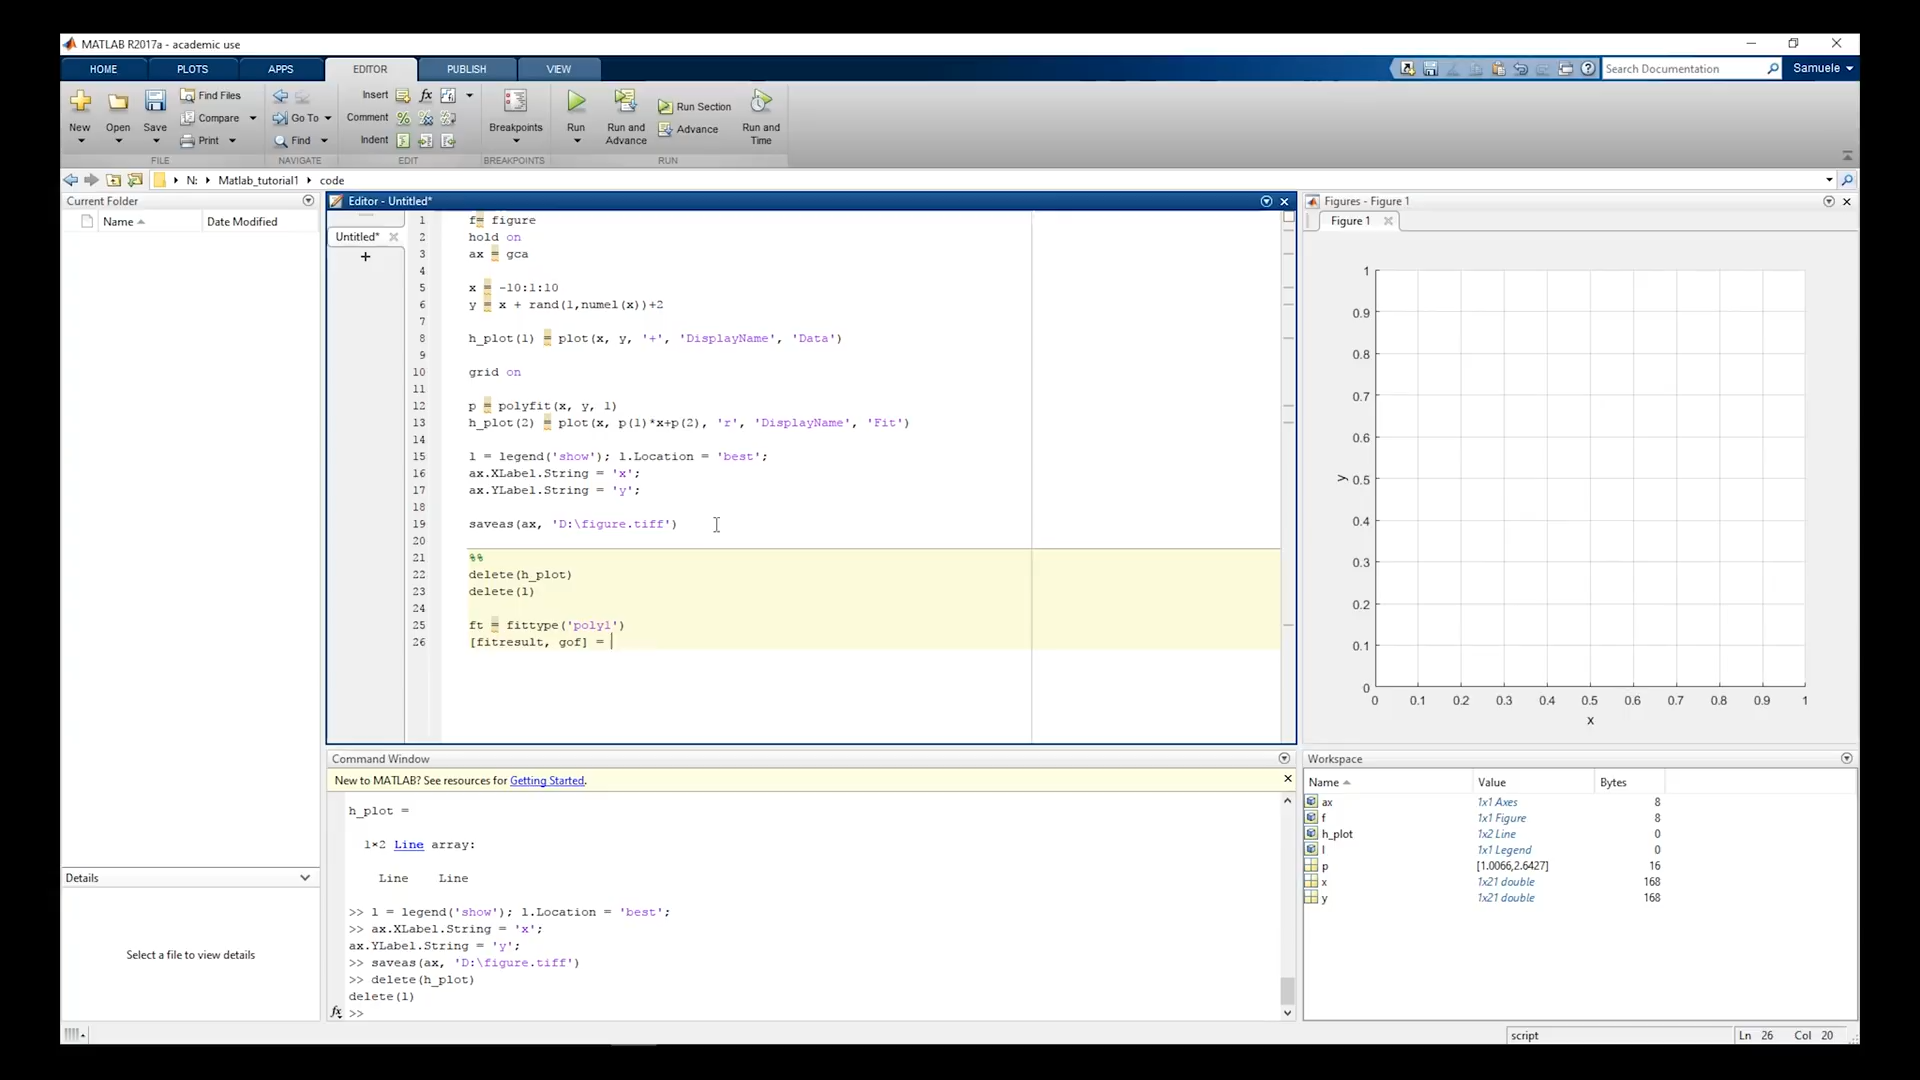 MATLAB R2017a - academic use
HOME PLOTS APPS EDITOR PUBLISH VIEW Search Documentation Samuele
New Open Save Find Files Compare Print Go To Find Insert fx Comment Indent Breakpoints Run Run and Advance Run Section Advance Run and Time
FILE NAVIGATE EDIT BREAKPOINTS RUN
N: Matlab_tutorial1 code
Current Folder
Name Date Modified
Details
Select a file to view details
Editor - Untitled*
Untitled*
+
1 f= figure
2 hold on
3 ax = gca
4
5 x = -10:1:10
6 y = x + rand(1,numel(x))+2
7
8 h_plot(1) = plot(x, y, '+', 'DisplayName', 'Data')
9
10 grid on
11
12 p = polyfit(x, y, 1)
13 h_plot(2) = plot(x, p(1)*x+p(2), 'r', 'DisplayName', 'Fit')
14
15 l = legend('show'); l.Location = 'best';
16 ax.XLabel.String = 'x';
17 ax.YLabel.String = 'y';
18
19 saveas(ax, 'D:\figure.tiff')
20
21 %%
22 delete(h_plot)
23 delete(l)
24
25 ft = fittype('poly1')
26 [fitresult, gof] =
Command Window
New to MATLAB? See resources for Getting Started.
h_plot =
1×2 Line array:
Line Line
>> l = legend('show'); l.Location = 'best';
>> ax.XLabel.String = 'x';
ax.YLabel.String = 'y';
>> saveas(ax, 'D:\figure.tiff')
>> delete(h_plot)
delete(l)
fx >>
Figures - Figure 1
Figure 1
1
0.9
0.8
0.7
0.6
y 0.5
0.4
0.3
0.2
0.1
0
0 0.1 0.2 0.3 0.4 0.5 0.6 0.7 0.8 0.9 1
x
Workspace
Name Value Bytes
ax 1x1 Axes 8
f 1x1 Figure 8
h_plot 1x2 Line 0
l 1x1 Legend 0
p [1.0066,2.6427] 16
x 1x21 double 168
y 1x21 double 168
script Ln 26 Col 20